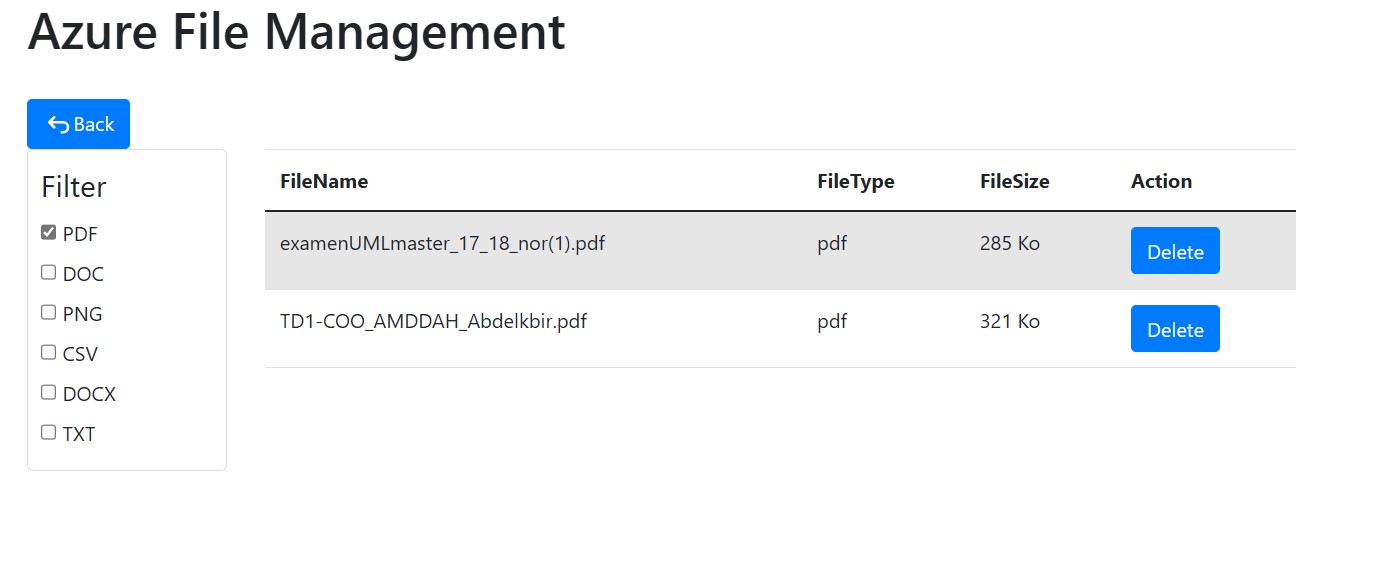 Azure File Management
Back
Filter
PDF
DOC
PNG
CSV
DOCX
TXT
FileName FileType FileSize Action
examenUMLmaster_17_18_nor(1).pdf pdf 285 Ko Delete
TD1-COO_AMDDAH_Abdelkbir.pdf pdf 321 Ko Delete